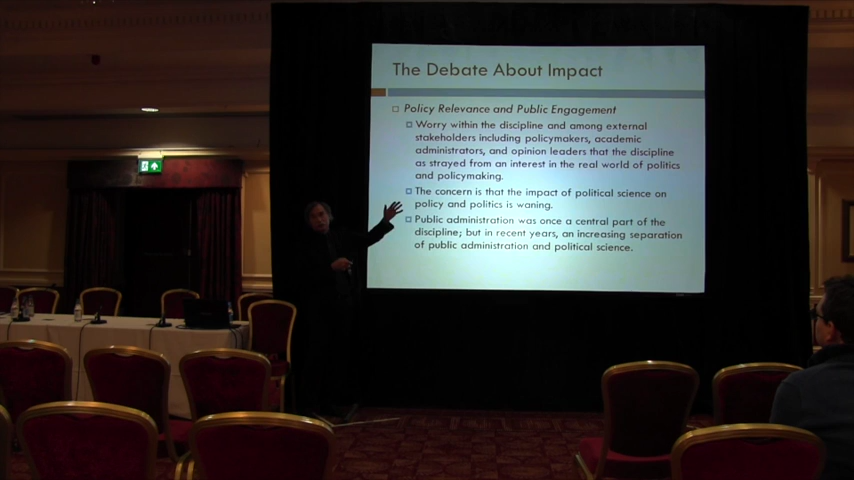 The Debate About Impact
Policy Relevance and Public Engagement
Worry within the discipline and among external
stakeholders including policymakers, academic
administrators, and opinion leaders that the discipline
as strayed from an interest in the real world of politics
and policymaking.
The concern is that the impact of political science on
policy and politics is waning.
Public administration was once a central part of the
discipline; but in recent years, an increasing separation
of public administration and political science.